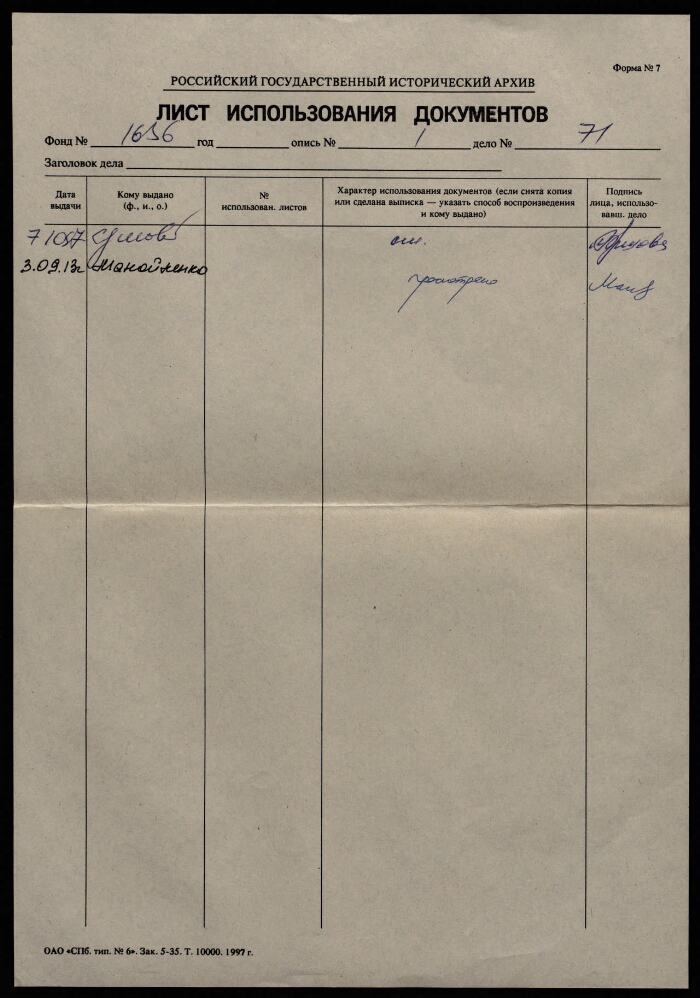 Форма № 7
РОССИЙСКИЙ ГОСУДАРСТВЕННЫЙ ИСТОРИЧЕСКИЙ АРХИВ
ЛИСТ ИСПОЛЬЗОВАНИЯ ДОКУМЕНТОВ
Фонд № 1656 год опись № 1 дело № 71
Заголовок дела
Дата выдачи
Кому выдано (ф., и., о.)
№ использован. листов
Характер использования документов (если снята копия или сделана выписка — указать способ воспроизведения и кому выдано)
Подпись лица, использовавш. дело
3.09.13г Манойленко просмотрено
ОАО «СПб. тип. № 6». Зак. 5-35. Т. 10000. 1997 г.